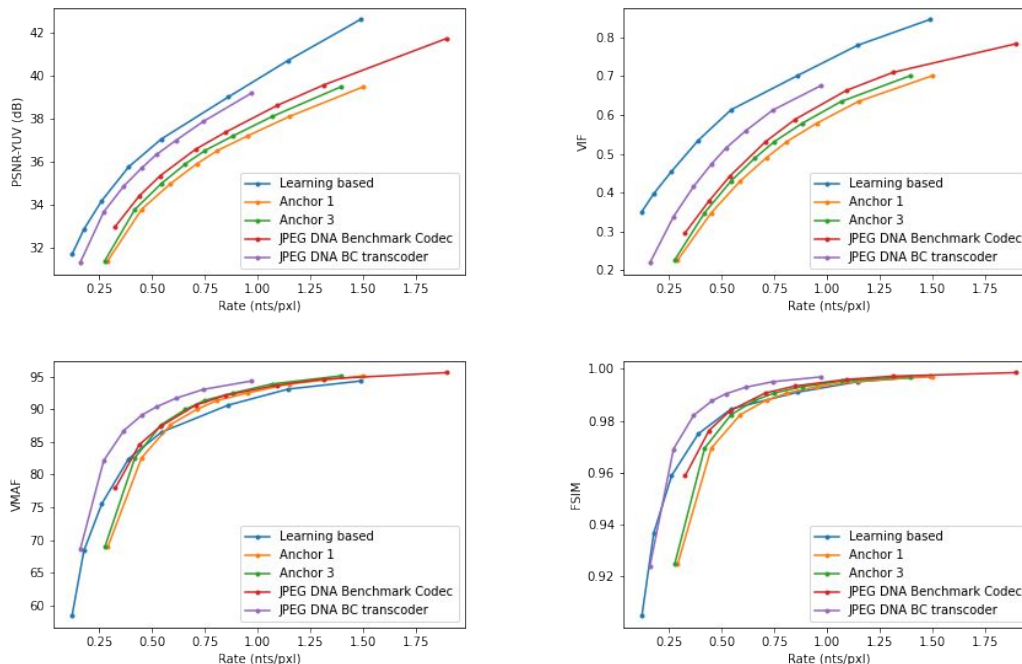 42
40
38
36
34
32
PSNR-YUV (dB)
Learning based
Anchor 1
Anchor 3
JPEG DNA Benchmark Codec
JPEG DNA BC transcoder
0.25 0.50 0.75 1.00 1.25 1.50 1.75
Rate (nts/pxl)
0.8
0.7
0.6
0.5
0.4
0.3
0.2
VIF
Learning based
Anchor 1
Anchor 3
JPEG DNA Benchmark Codec
JPEG DNA BC transcoder
0.25 0.50 0.75 1.00 1.25 1.50 1.75
Rate (nts/pxl)
95
90
85
80
75
70
65
60
VMAF
Learning based
Anchor 1
Anchor 3
JPEG DNA Benchmark Codec
JPEG DNA BC transcoder
0.25 0.50 0.75 1.00 1.25 1.50 1.75
Rate (nts/pxl)
1.00
0.98
0.96
0.94
0.92
FSIM
Learning based
Anchor 1
Anchor 3
JPEG DNA Benchmark Codec
JPEG DNA BC transcoder
0.25 0.50 0.75 1.00 1.25 1.50 1.75
Rate (nts/pxl)